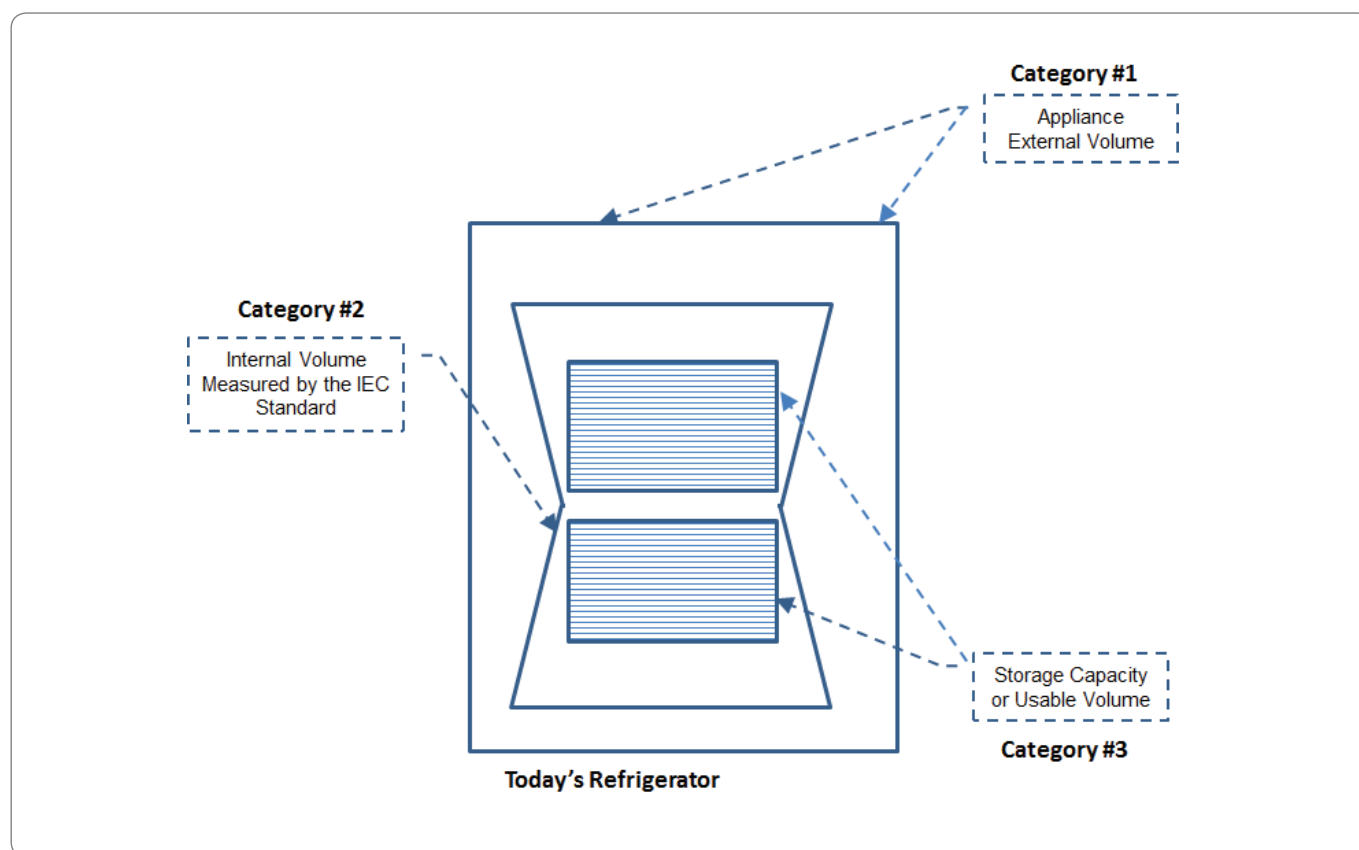 Category #1
Appliance
External Volume
Category #2
Internal Volume
Measured by the IEC
Standard
Storage Capacity
or Usable Volume
Category #3
Today’s Refrigerator